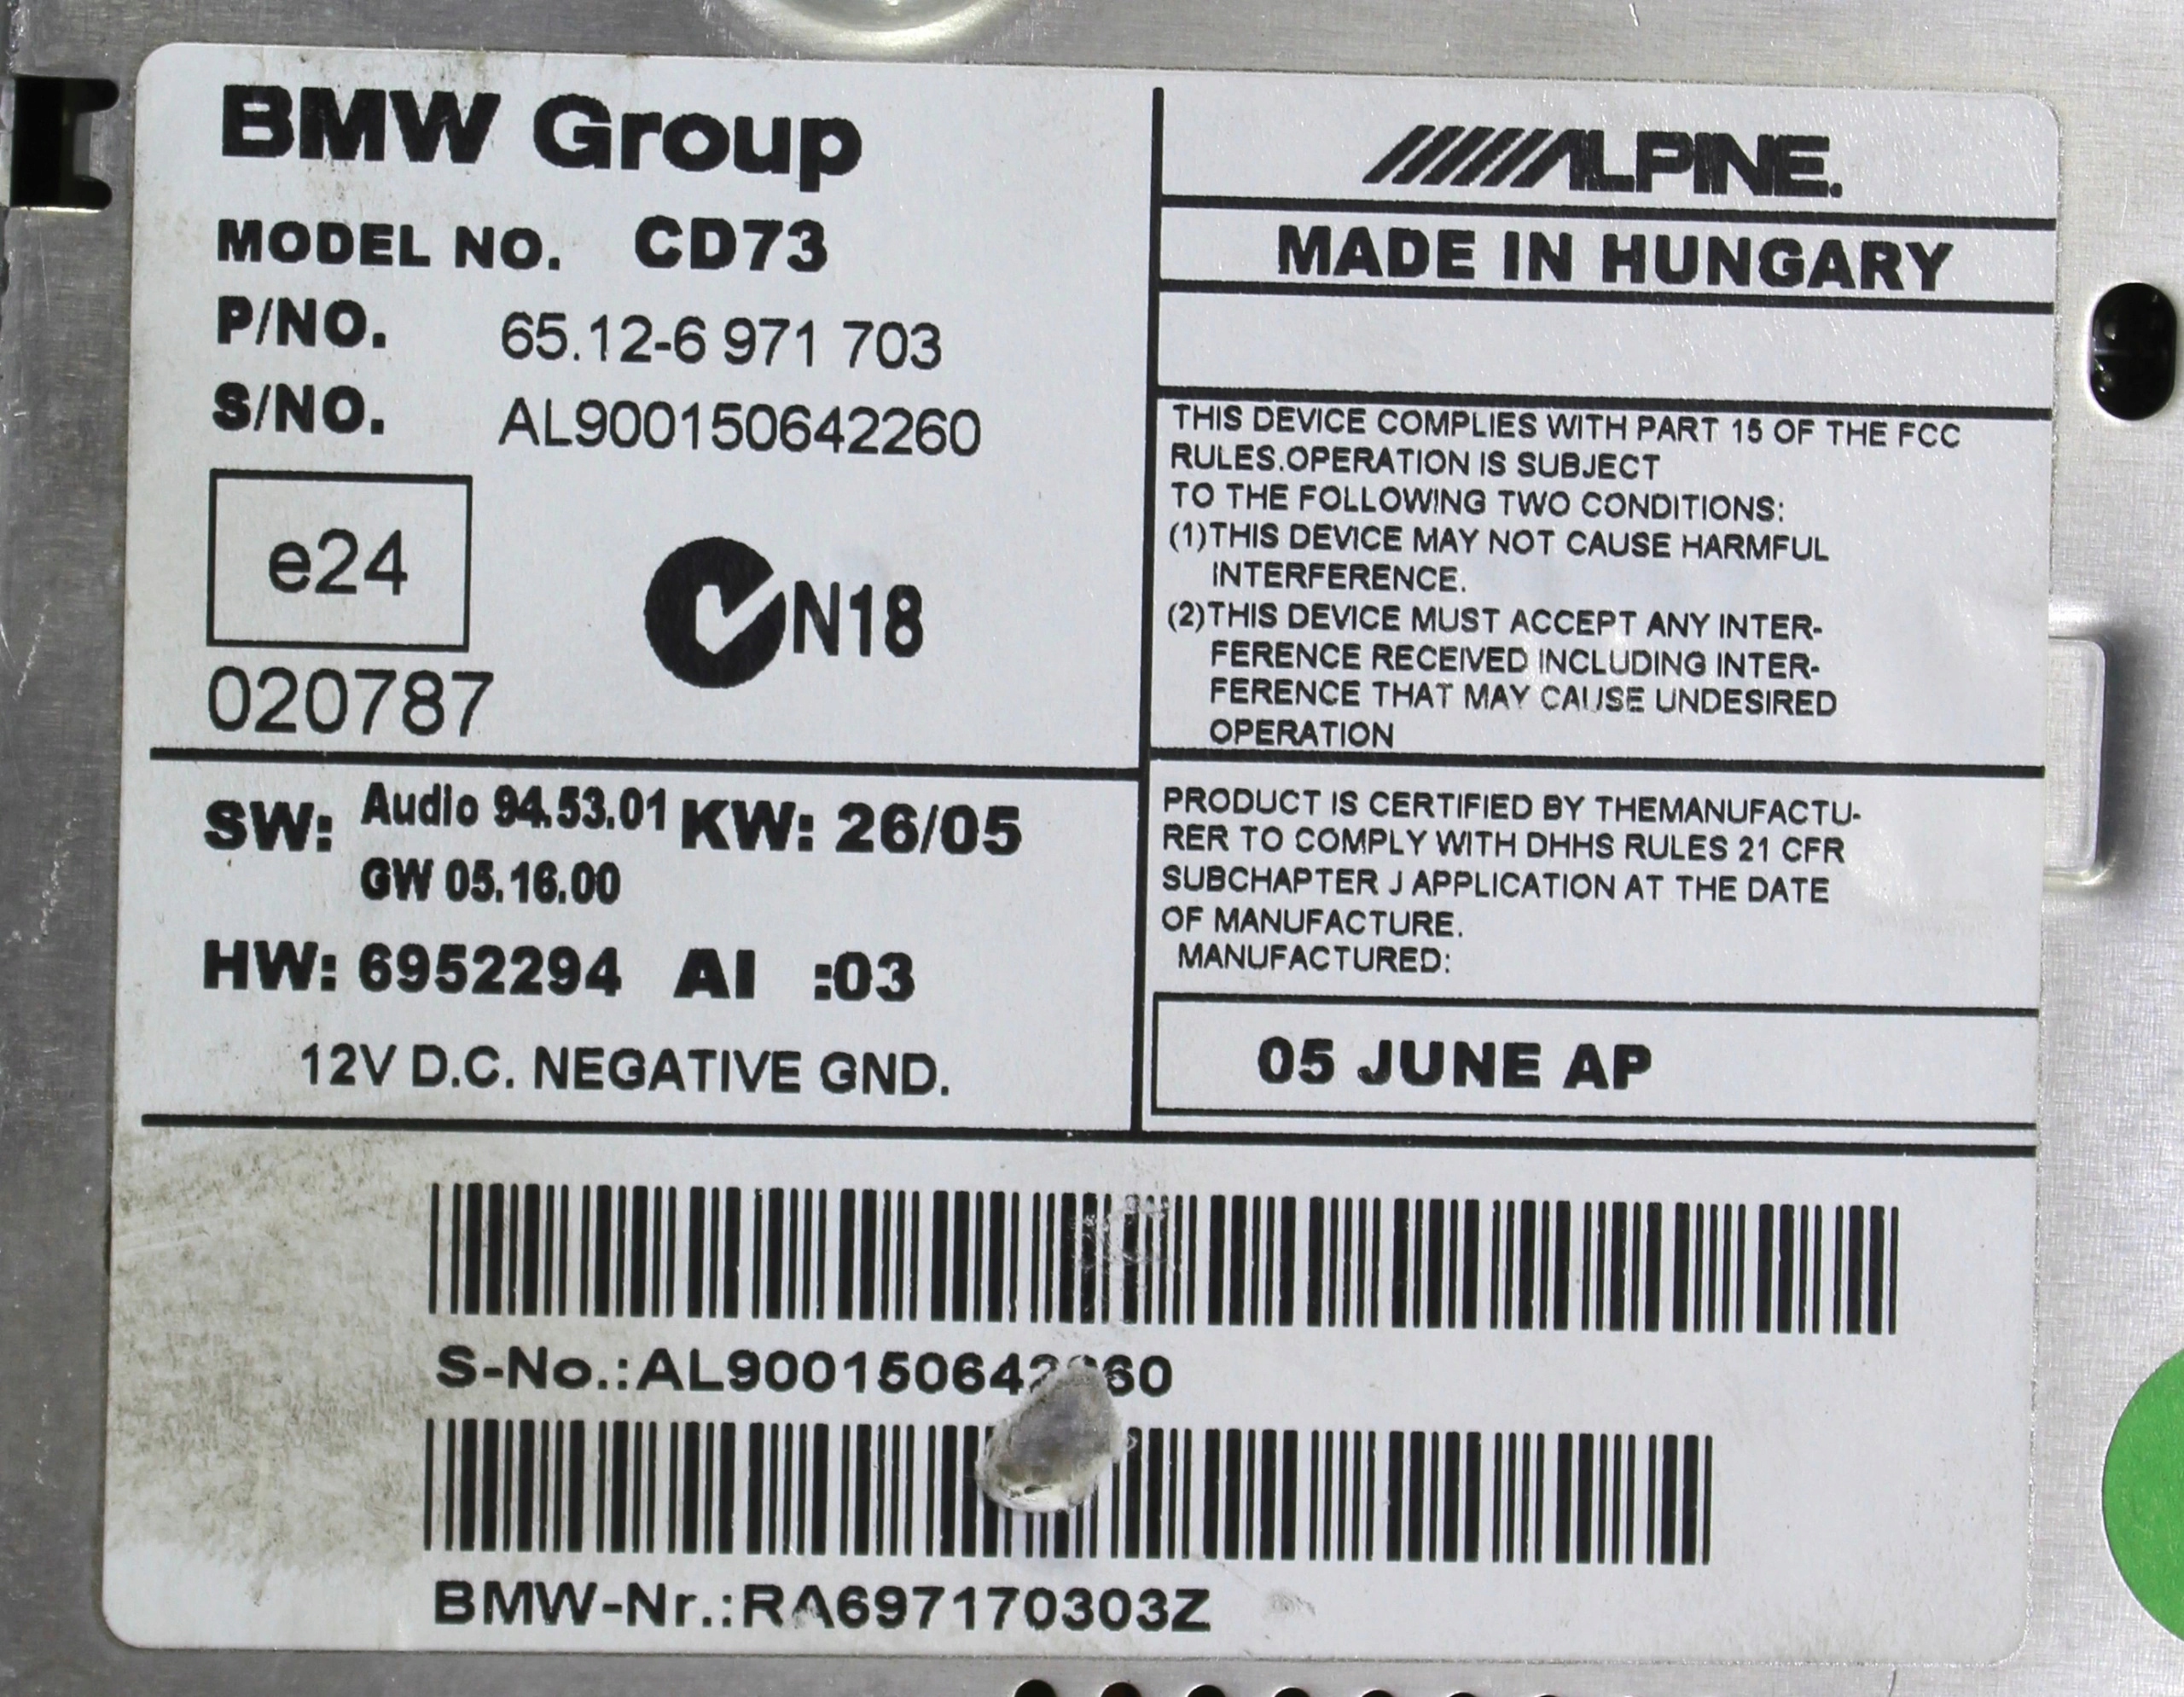 BMW Group
MODEL NO. CD73
P/NO. 65.12-6 971 703
S/NO. AL900150642260
e24
N18
020787
SW: Audio 94.53.01 KW: 26/05
GW 05.16.00
HW: 6952294 AI :03
12V D.C. NEGATIVE GND.
ALPINE.
MADE IN HUNGARY
THIS DEVICE COMPLIES WITH PART 15 OF THE FCC
RULES.OPERATION IS SUBJECT
TO THE FOLLOWING TWO CONDITIONS:
(1)THIS DEVICE MAY NOT CAUSE HARMFUL
INTERFERENCE.
(2)THIS DEVICE MUST ACCEPT ANY INTER-
FERENCE RECEIVED INCLUDING INTER-
FERENCE THAT MAY CAUSE UNDESIRED
OPERATION
PRODUCT IS CERTIFIED BY THEMANUFACTU-
RER TO COMPLY WITH DHHS RULES 21 CFR
SUBCHAPTER J APPLICATION AT THE DATE
OF MANUFACTURE.
MANUFACTURED:
05 JUNE AP
S-No.:AL900150642260
BMW-Nr.:RA697170303Z